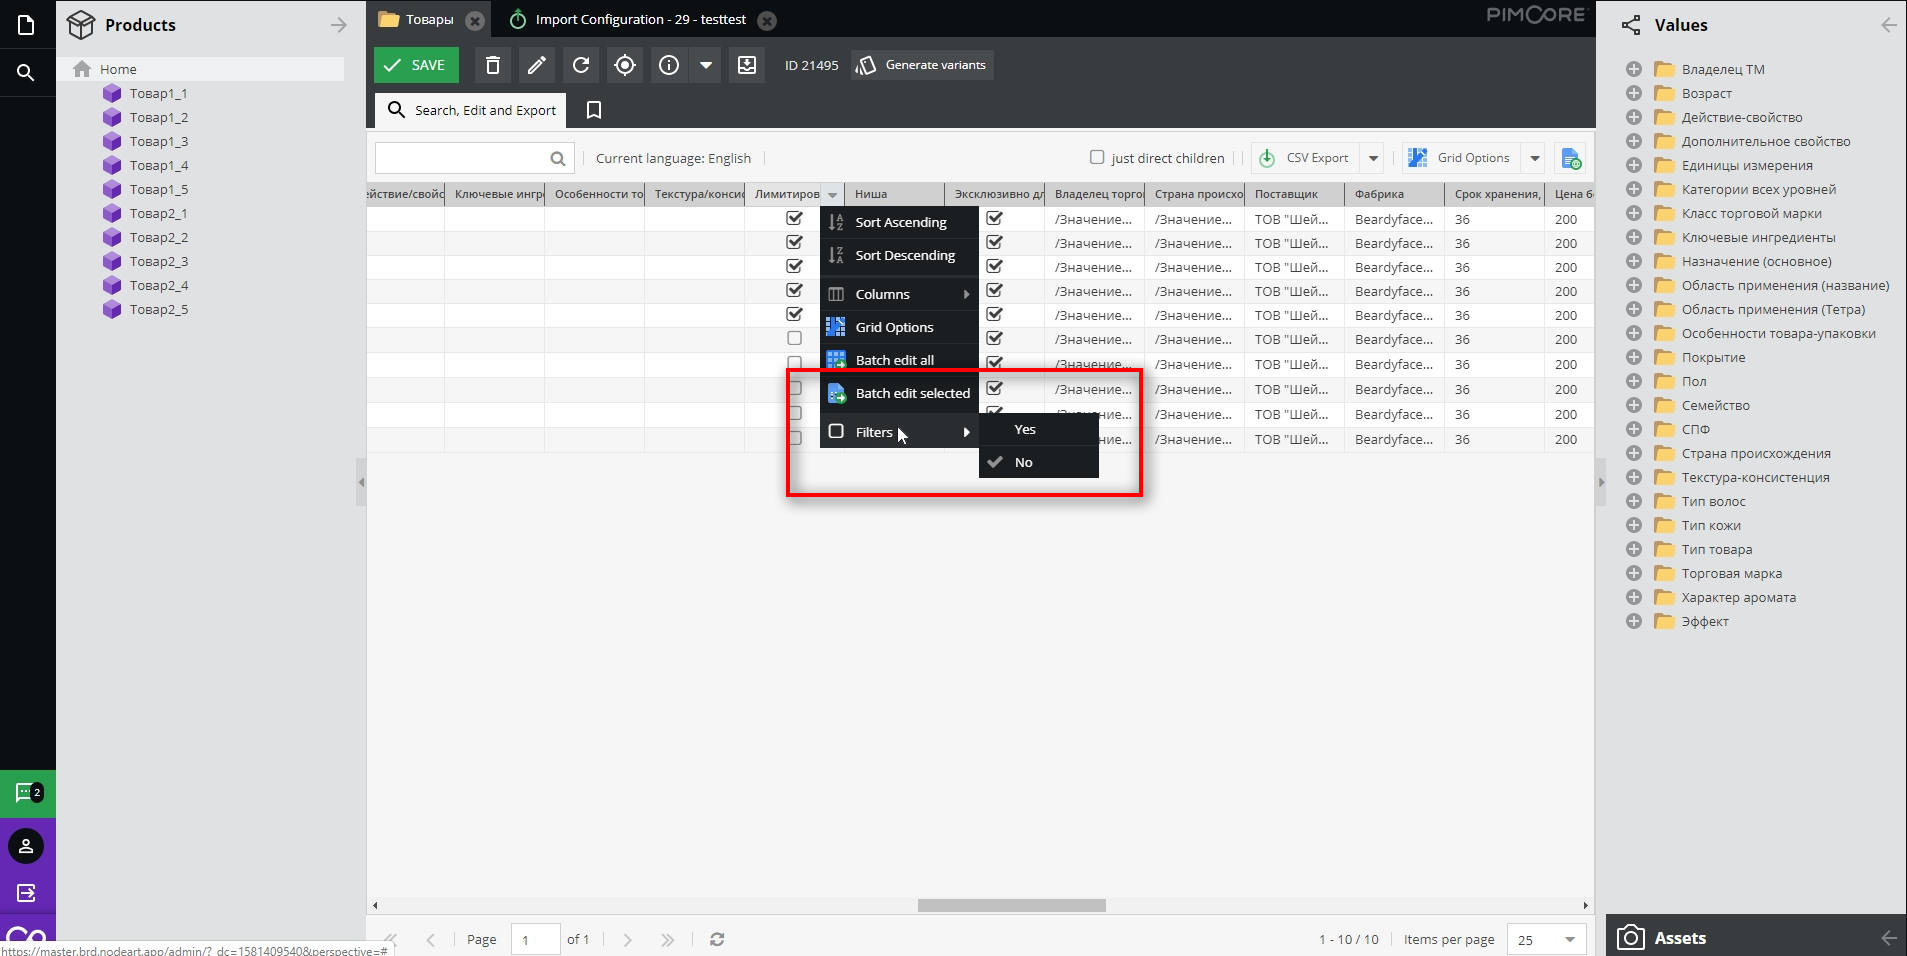 Products
Home
Товар1_1
Товар1_2
Товар1_3
Товар1_4
Товар1_5
Товар2_1
Товар2_2
Товар2_3
Товар2_4
Товар2_5
2
https://master.brd.nodeart.app/admin/?_dc=1581409540&perspective=#
Товары
Import Configuration - 29 - testtest
PIMCORE
SAVE
ID 21495
Generate variants
Search, Edit and Export
Current language: English
just direct children
CSV Export
Grid Options
ействие/свойс Ключевые ингр Особенности то Текстура/конси Лимитиров Ниша Эксклюзивно дл Владелец торго Страна происхо Поставщик Фабрика Срок хранения, Цена б
/Значение... /Значение... ТОВ "Шей... Beardyface... 36 200
/Значение... /Значение... ТОВ "Шей... Beardyface... 36 200
/Значение... /Значение... ТОВ "Шей... Beardyface... 36 200
/Значение... /Значение... ТОВ "Шей... Beardyface... 36 200
/Значение... /Значение... ТОВ "Шей... Beardyface... 36 200
/Значение... /Значение... ТОВ "Шей... Beardyface... 36 200
/Значение... /Значение... ТОВ "Шей... Beardyface... 36 200
/Значение... /Значение... ТОВ "Шей... Beardyface... 36 200
/Значение... /Значение... ТОВ "Шей... Beardyface... 36 200
ние... /Значение... ТОВ "Шей... Beardyface... 36 200
Sort Ascending
Sort Descending
Columns
Grid Options
Batch edit all
Batch edit selected
Filters
Yes
No
Page 1 of 1
1 - 10 / 10
Items per page 25
Values
Владелец ТМ
Возраст
Действие-свойство
Дополнительное свойство
Единицы измерения
Категории всех уровней
Класс торговой марки
Ключевые ингредиенты
Назначение (основное)
Область применения (название)
Область применения (Тетра)
Особенности товара-упаковки
Покрытие
Пол
Семейство
СПФ
Страна происхождения
Текстура-консистенция
Тип волос
Тип кожи
Тип товара
Торговая марка
Характер аромата
Эффект
Assets